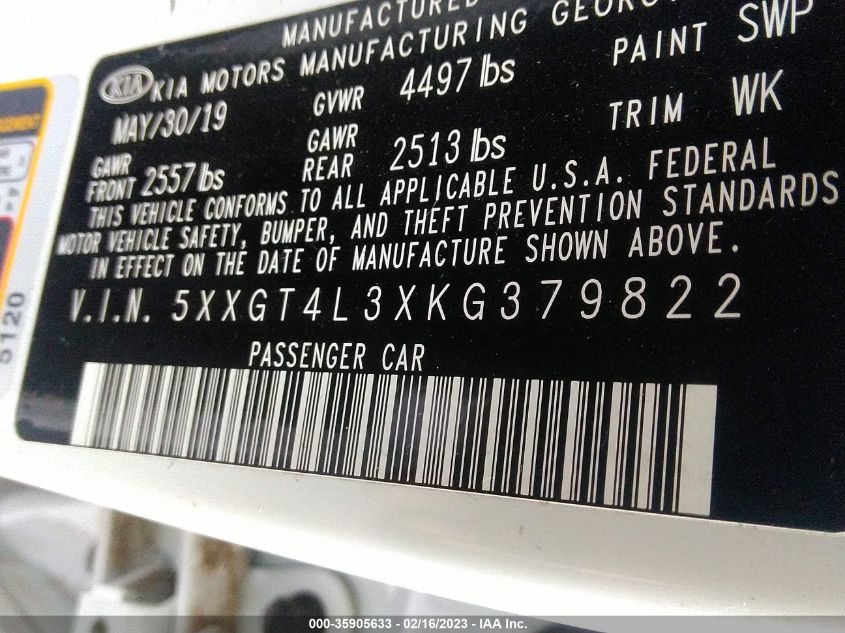 MANUFACTURED
KIA KIA MOTORS MANUFACTURING
MAY/30/19 GVWR 4497 lbs PAINT SWP
GAWR FRONT 2557 lbs GAWR REAR 2513 lbs TRIM WK
THIS VEHICLE CONFORMS TO ALL APPLICABLE U.S.A. FEDERAL
MOTOR VEHICLE SAFETY, BUMPER, AND THEFT PREVENTION STANDARDS
IN EFFECT ON THE DATE OF MANUFACTURE SHOWN ABOVE.
V.I.N. 5XXGT4L3XKG379822
PASSENGER CAR
5120
000-35905633 - 02/16/2023 - IAA Inc.